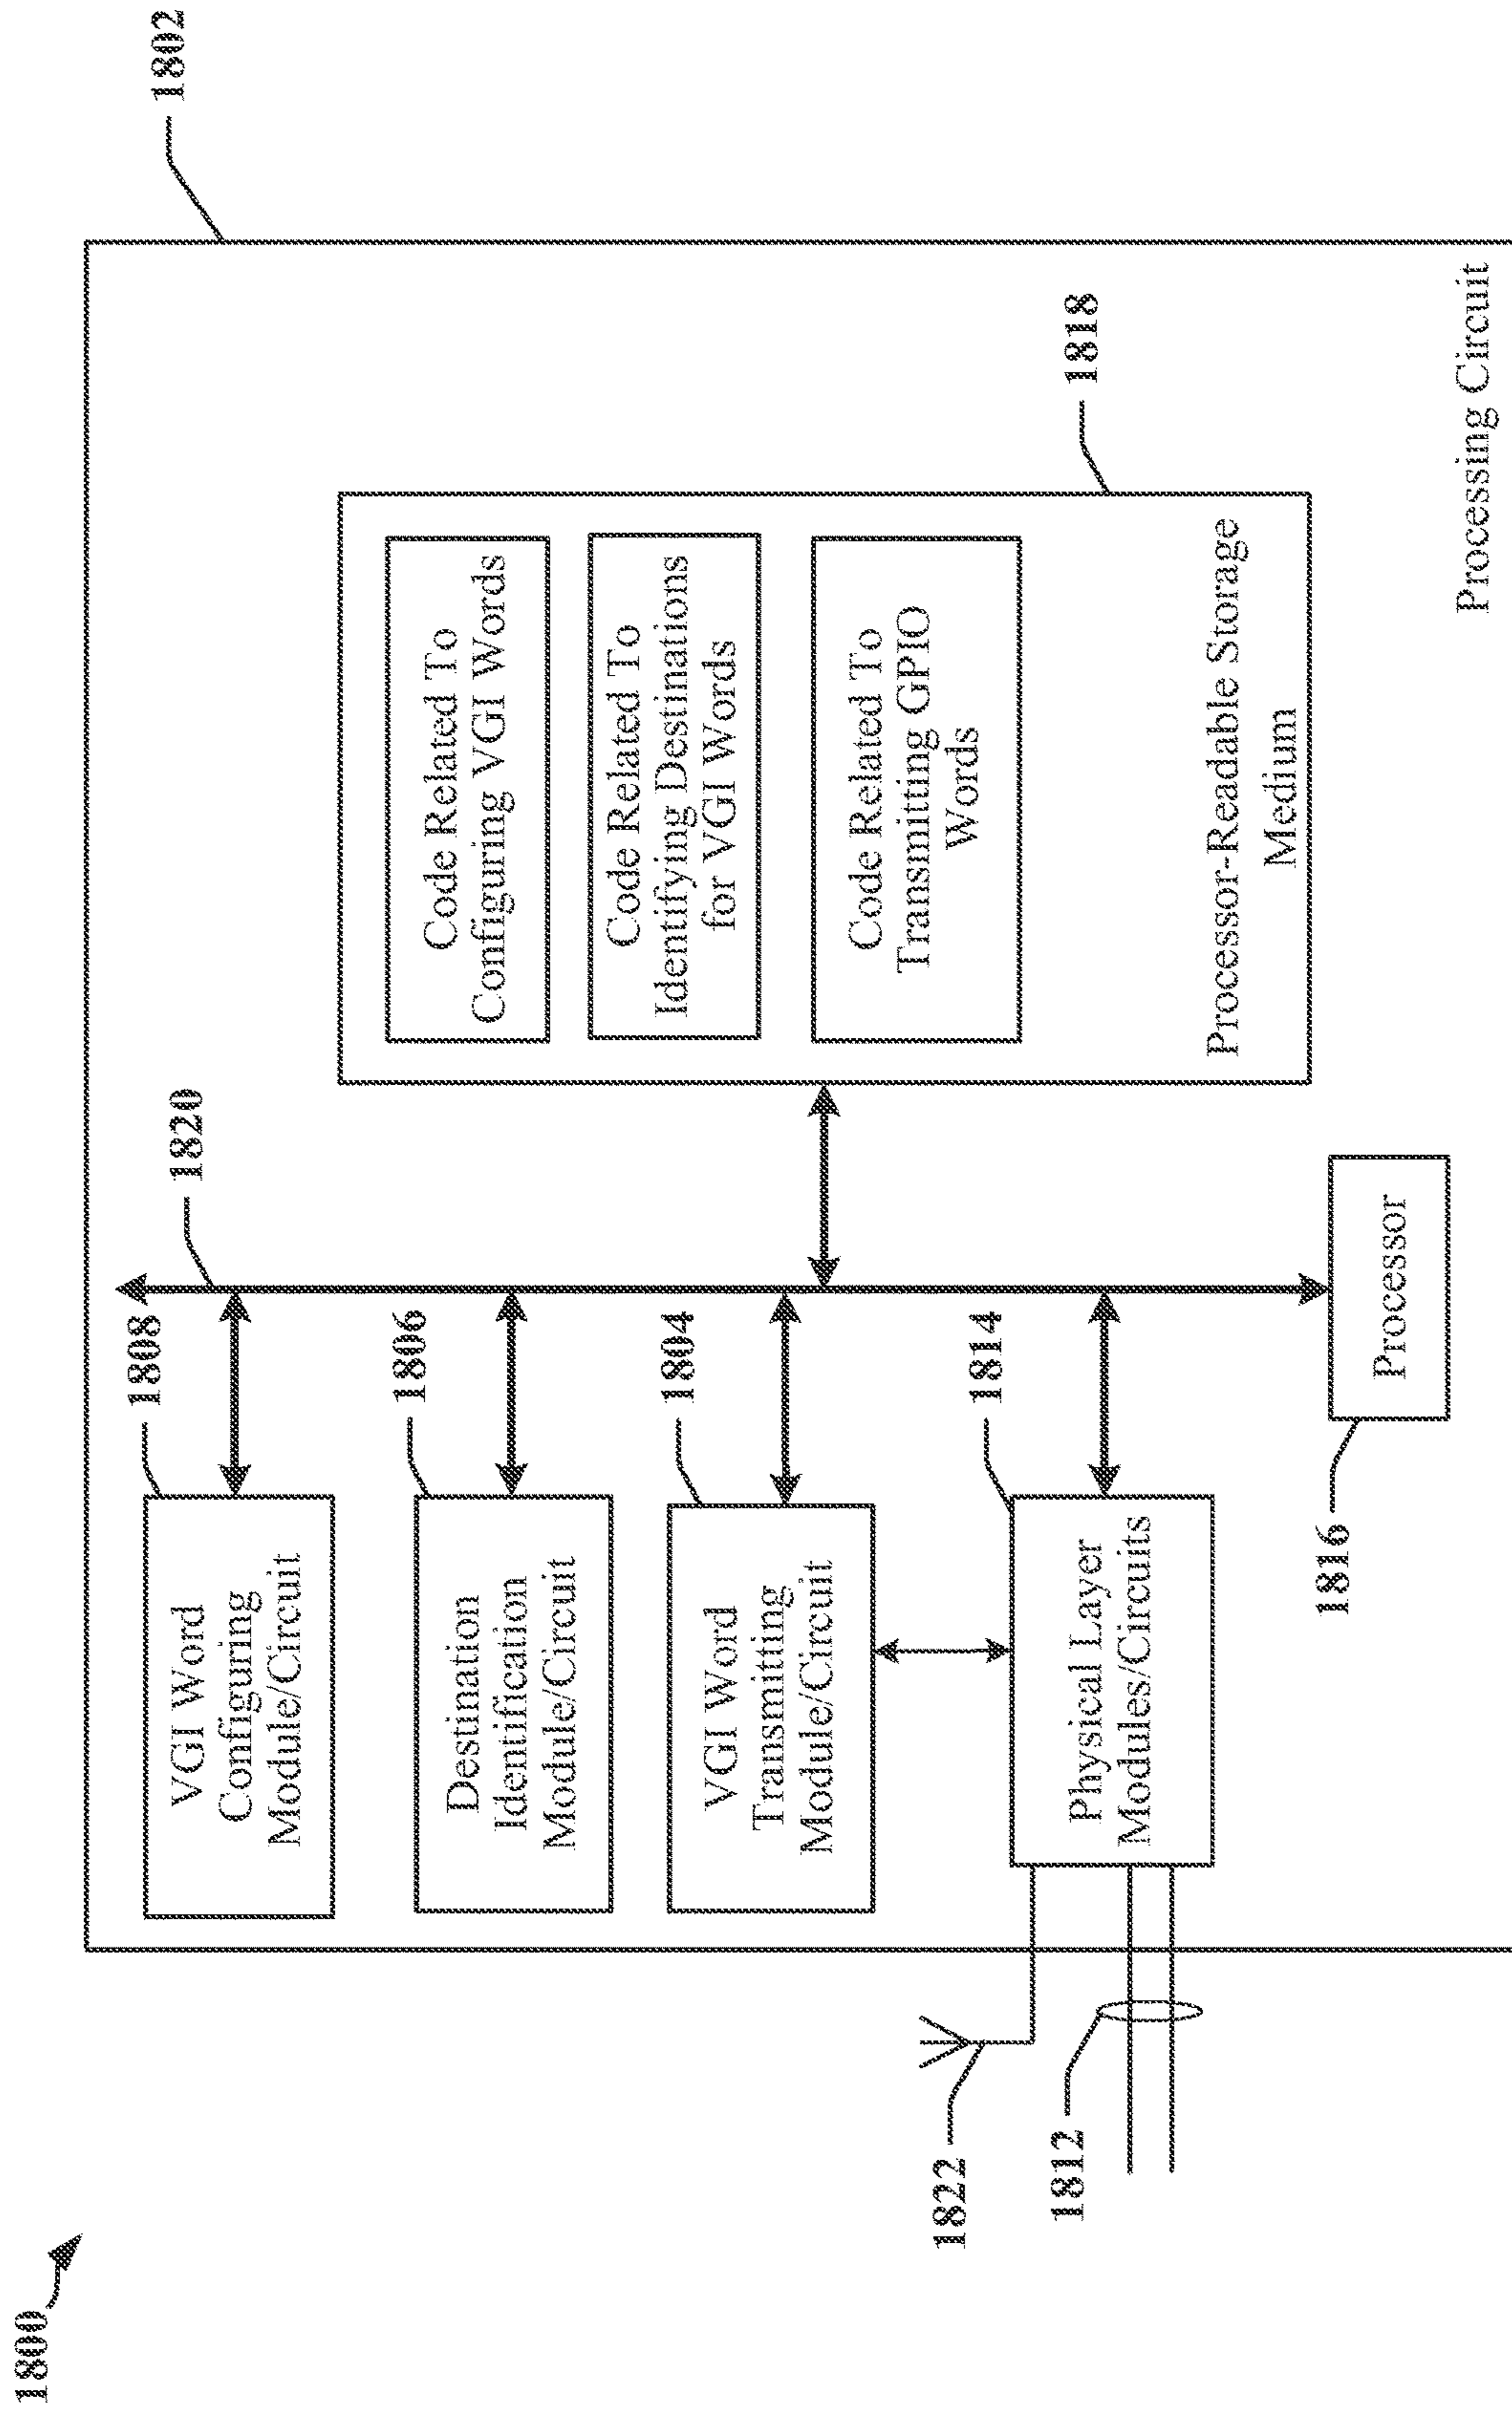 1800
1802
1820
1808
VGI Word
Configuring
Module/Circuit
1806
Destination
Identification
Module/Circuit
1804
VGI Word
Transmitting
Module/Circuit
1814
Physical Layer
Modules/Circuits
1822
1812
1816
Processor
1818
Code Related To
Configuring VGI Words
Code Related To
Identifying Destinations
for VGI Words
Code Related To
Transmitting GPIO
Words
Processor-Readable Storage
Medium
Processing Circuit